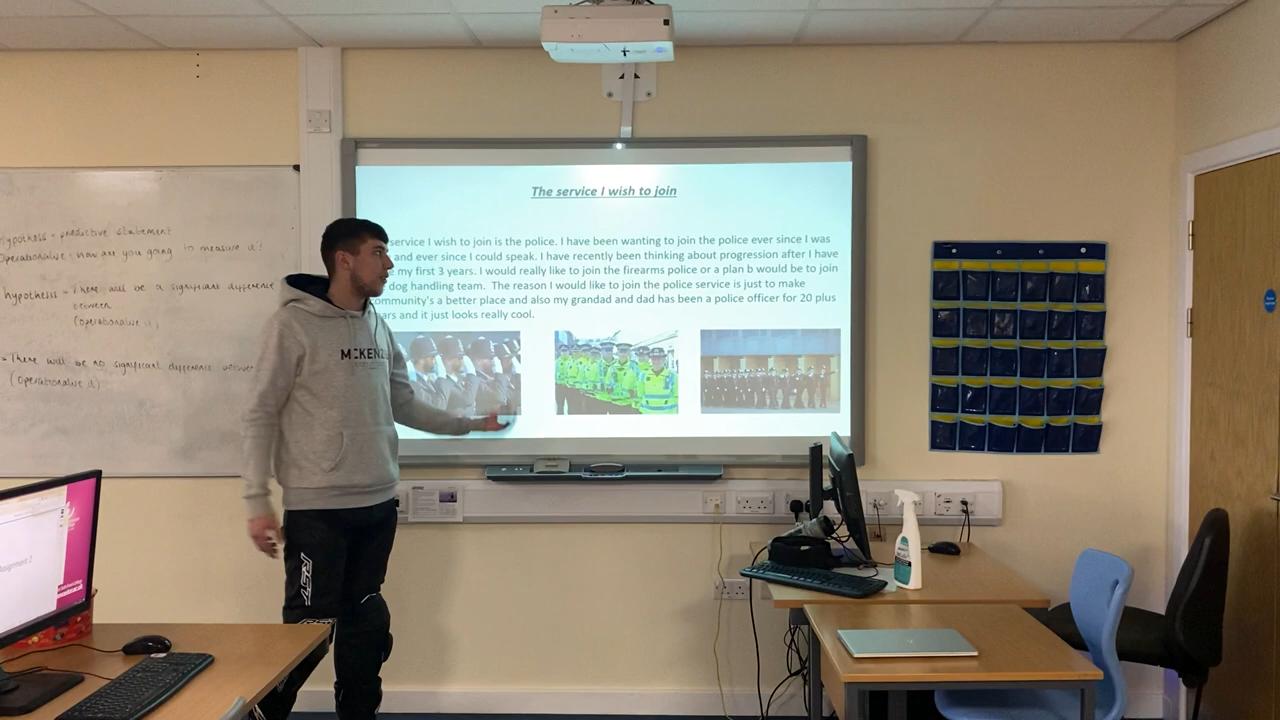 The service I wish to join
service I wish to join is the police. I have been wanting to join the police ever since I was
and ever since I could speak. I have recently been thinking about progression after I have
my first 3 years. I would really like to join the firearms police or a plan b would be to join
dog handling team. The reason I would like to join the police service is just to make
ommunity's a better place and also my grandad and dad has been a police officer for 20 plus
ars and it just looks really cool.
Hypothesis = predictive statement
Operationalise = How are you going to measure it?
hypothesis = There will be a significant difference
between
(operationalise it)
= There will be no significant difference between
(operationalise it)
RST